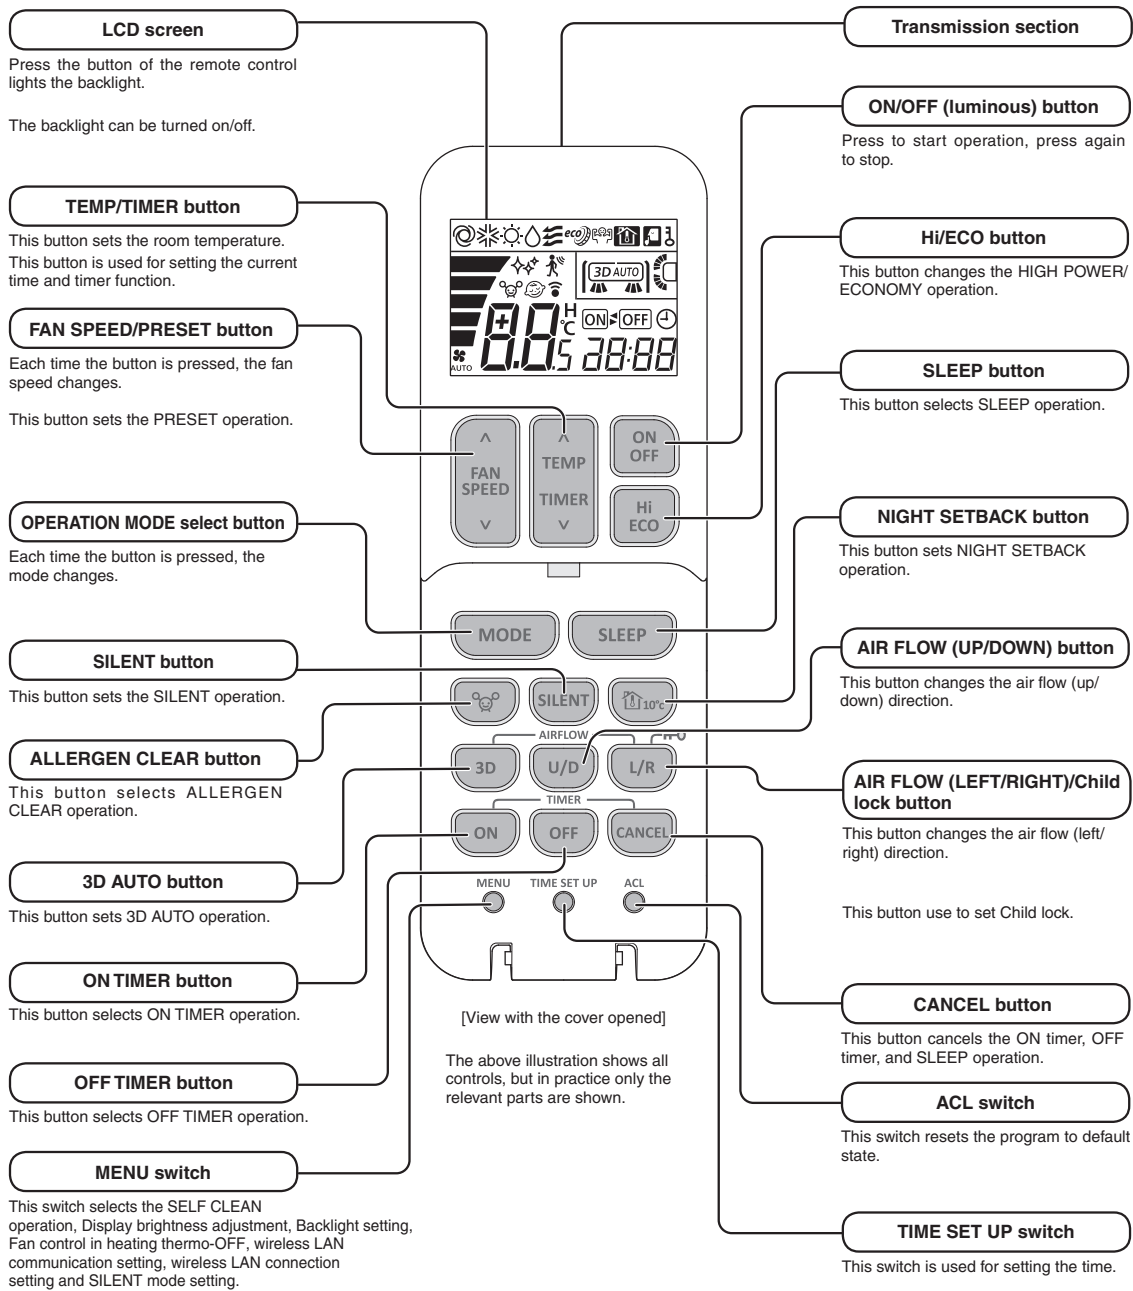 LCD screen
Press the button of the remote control
lights the backlight.
The backlight can be turned on/off.
TEMP/TIMER button
This button sets the room temperature.
This button is used for setting the current
time and timer function.
FAN SPEED/PRESET button
Each time the button is pressed, the fan
speed changes.
This button sets the PRESET operation.
OPERATION MODE select button
Each time the button is pressed, the
mode changes.
SILENT button
This button sets the SILENT operation.
ALLERGEN CLEAR button
This button selects ALLERGEN
CLEAR operation.
3D AUTO button
This button sets 3D AUTO operation.
ON TIMER button
This button selects ON TIMER operation.
OFF TIMER button
This button selects OFF TIMER operation.
MENU switch
This switch selects the SELF CLEAN
operation, Display brightness adjustment, Backlight setting,
Fan control in heating thermo-OFF, wireless LAN
communication setting, wireless LAN connection
setting and SILENT mode setting.
eco
3D AUTO
H
°C
ON OFF
AUTO
8.8.5 28:88
FAN
SPEED
TEMP
TIMER
ON
OFF
Hi
ECO
MODE
SLEEP
SILENT
10°C
AIRFLOW
3D
U/D
L/R
TIMER
ON
OFF
CANCEL
MENU
TIME SET UP
ACL
[View with the cover opened]
The above illustration shows all
controls, but in practice only the
relevant parts are shown.
Transmission section
ON/OFF (luminous) button
Press to start operation, press again
to stop.
Hi/ECO button
This button changes the HIGH POWER/
ECONOMY operation.
SLEEP button
This button selects SLEEP operation.
NIGHT SETBACK button
This button sets NIGHT SETBACK
operation.
AIR FLOW (UP/DOWN) button
This button changes the air flow (up/
down) direction.
AIR FLOW (LEFT/RIGHT)/Child
lock button
This button changes the air flow (left/
right) direction.
This button use to set Child lock.
CANCEL button
This button cancels the ON timer, OFF
timer, and SLEEP operation.
ACL switch
This switch resets the program to default
state.
TIME SET UP switch
This switch is used for setting the time.